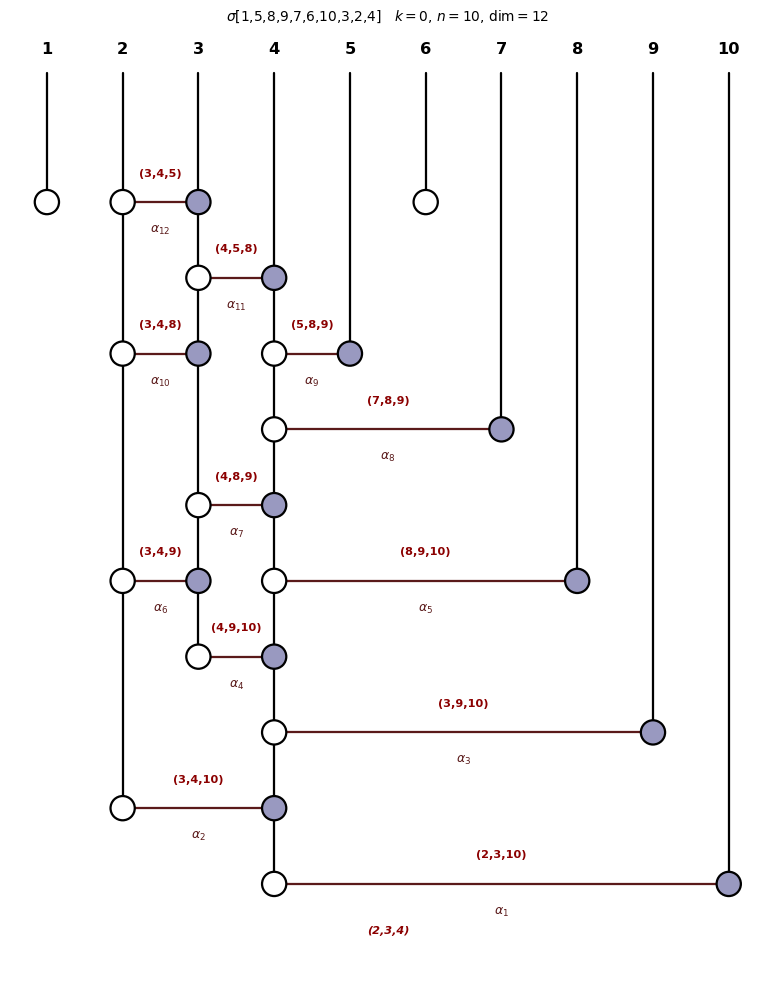 σ[1,5,8,9,7,6,10,3,2,4] k=0, n=10, dim=12
1 2 3 4 5 6 7 8 9 10
(3,4,5)
α₁₂
(4,5,8)
α₁₁
(3,4,8) (5,8,9)
α₁₀ α₉
(7,8,9)
α₈
(4,8,9)
α₇
(3,4,9) (8,9,10)
α₆ α₅
(4,9,10)
α₄
(3,9,10)
α₃
(3,4,10)
α₂
(2,3,10)
α₁
(2,3,4)